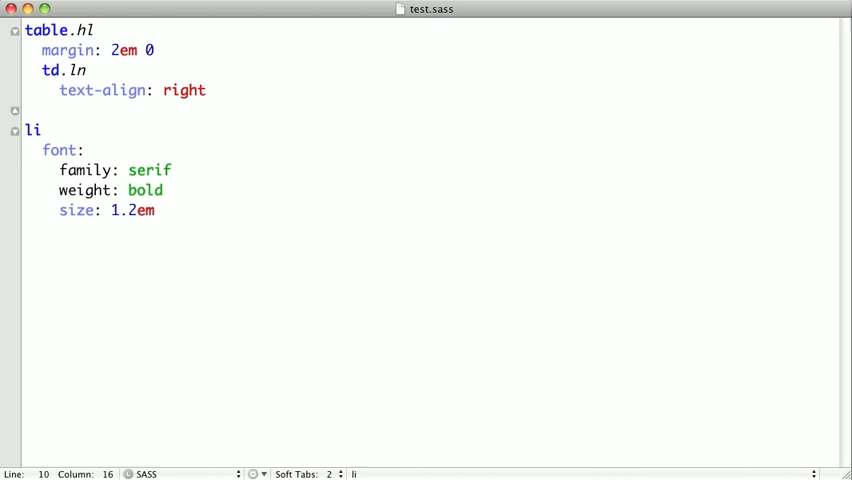 test.sass
table.hl
margin: 2em 0
td.ln
text-align: right
li
font:
family: serif
weight: bold
size: 1.2em
Line: 10 Column: 16 L SASS Soft Tabs: 2 li